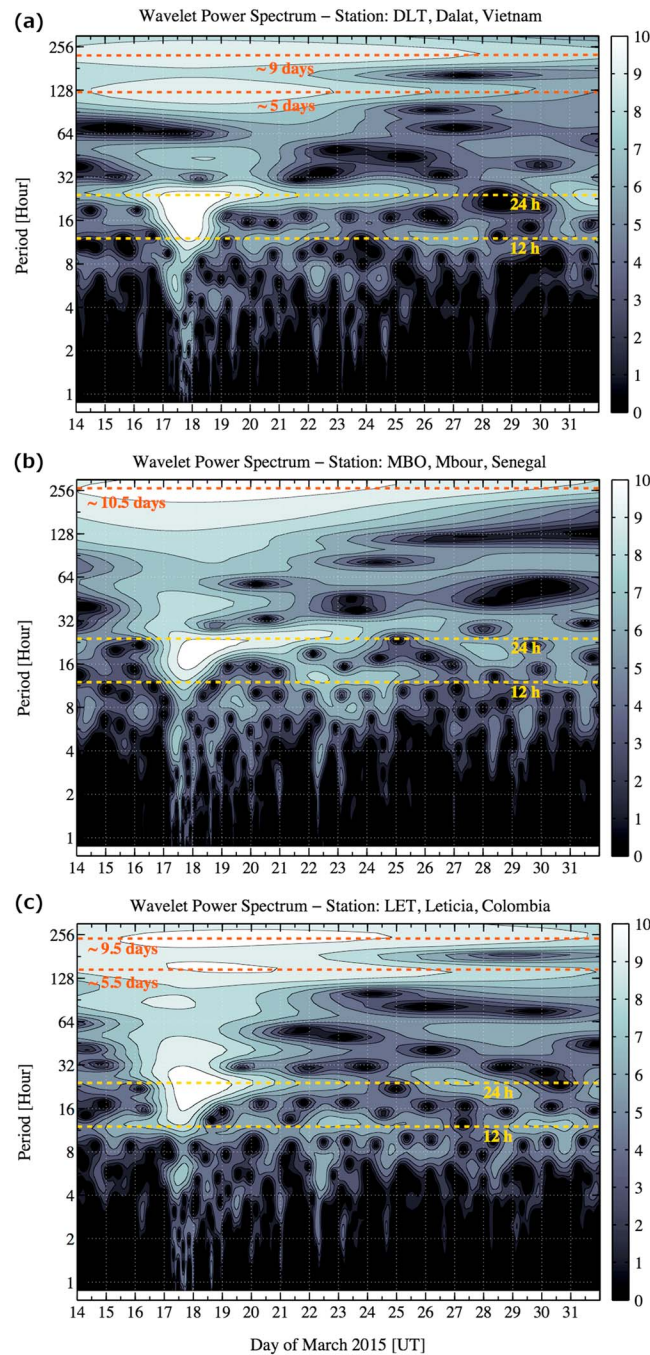 (a)
Wavelet Power Spectrum – Station: DLT, Dalat, Vietnam
Period [Hour]
256
128
64
32
16
8
4
2
1
~ 9 days
~ 5 days
24 h
12 h
14 15 16 17 18 19 20 21 22 23 24 25 26 27 28 29 30 31
10
9
8
7
6
5
4
3
2
1
0
(b)
Wavelet Power Spectrum – Station: MBO, Mbour, Senegal
Period [Hour]
256
128
64
32
16
8
4
2
1
~ 10.5 days
24 h
12 h
14 15 16 17 18 19 20 21 22 23 24 25 26 27 28 29 30 31
10
9
8
7
6
5
4
3
2
1
0
(c)
Wavelet Power Spectrum – Station: LET, Leticia, Colombia
Period [Hour]
256
128
64
32
16
8
4
2
1
~ 9.5 days
~ 5.5 days
24 h
12 h
14 15 16 17 18 19 20 21 22 23 24 25 26 27 28 29 30 31
10
9
8
7
6
5
4
3
2
1
0
Day of March 2015 [UT]